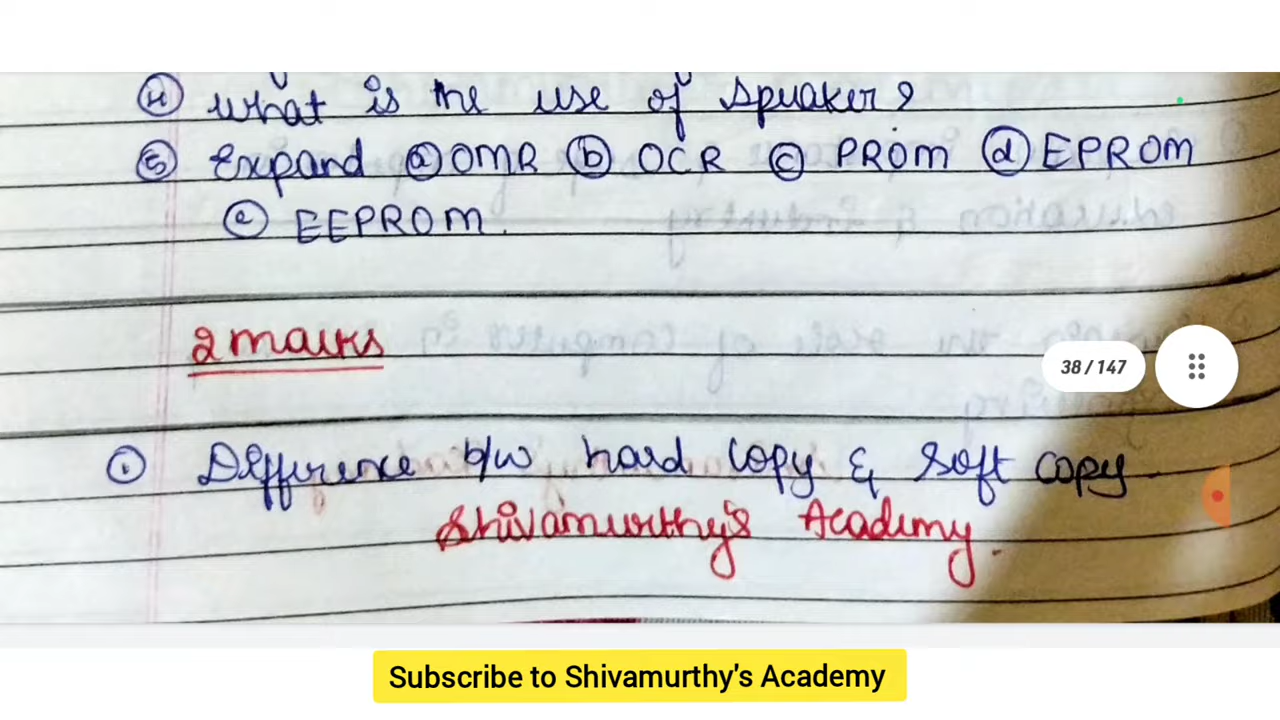 ④ What is the use of Speaker?
⑤ Expand ⓐ OMR ⓑ OCR ⓒ PROM ⓓ EPROM
ⓔ EEPROM.
2 marks
38 / 147
① Difference b/w hard copy & Soft copy
Shivamurthy's Academy.
Subscribe to Shivamurthy's Academy